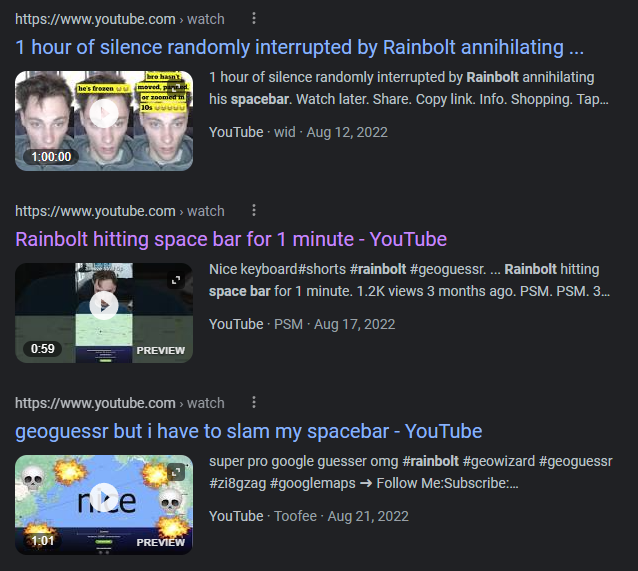 https://www.youtube.com › watch
1 hour of silence randomly interrupted by Rainbolt annihilating ...
he's frozen
bro hasn't
moved, panned,
or zoomed in
10s
1:00:00
1 hour of silence randomly interrupted by Rainbolt annihilating
his spacebar. Watch later. Share. Copy link. Info. Shopping. Tap...
YouTube · wid · Aug 12, 2022
https://www.youtube.com › watch
Rainbolt hitting space bar for 1 minute - YouTube
0:59
PREVIEW
Nice keyboard#shorts #rainbolt #geoguessr. ... Rainbolt hitting
space bar for 1 minute. 1.2K views 3 months ago. PSM. PSM. 3...
YouTube · PSM · Aug 17, 2022
https://www.youtube.com › watch
geoguessr but i have to slam my spacebar - YouTube
nice
1:01
PREVIEW
super pro google guesser omg #rainbolt #geowizard #geoguessr
#zi8gzag #googlemaps ➜ Follow Me:Subscribe:...
YouTube · Toofee · Aug 21, 2022